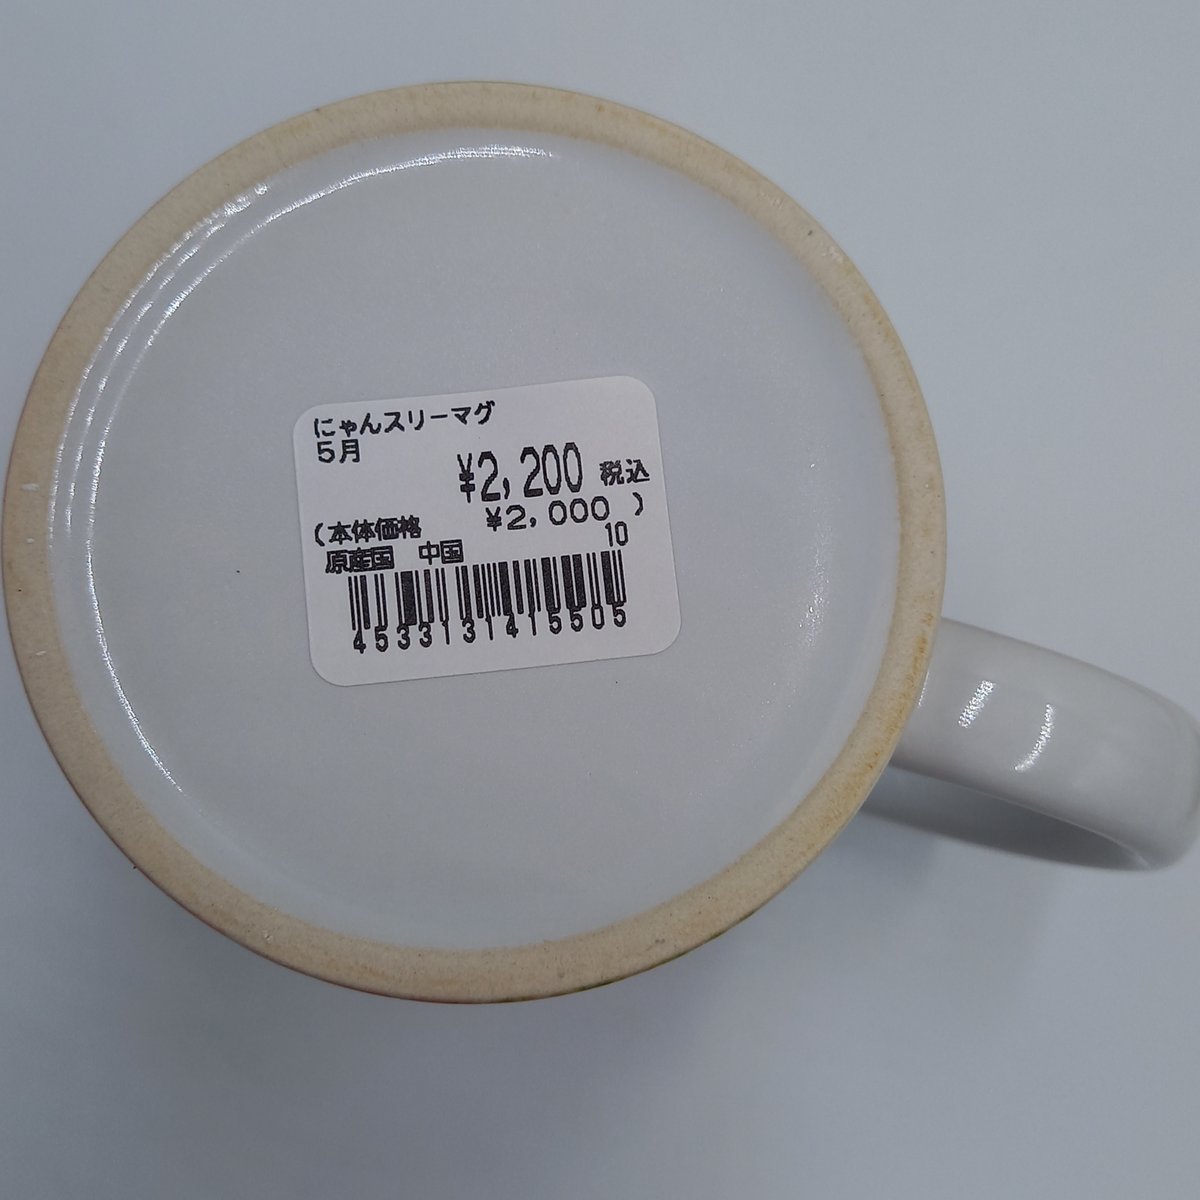 にゃんスリーマグ
5月
¥2,200 税込
(本体価格 ¥2,000 )
10
原産国 中国
4533131415505